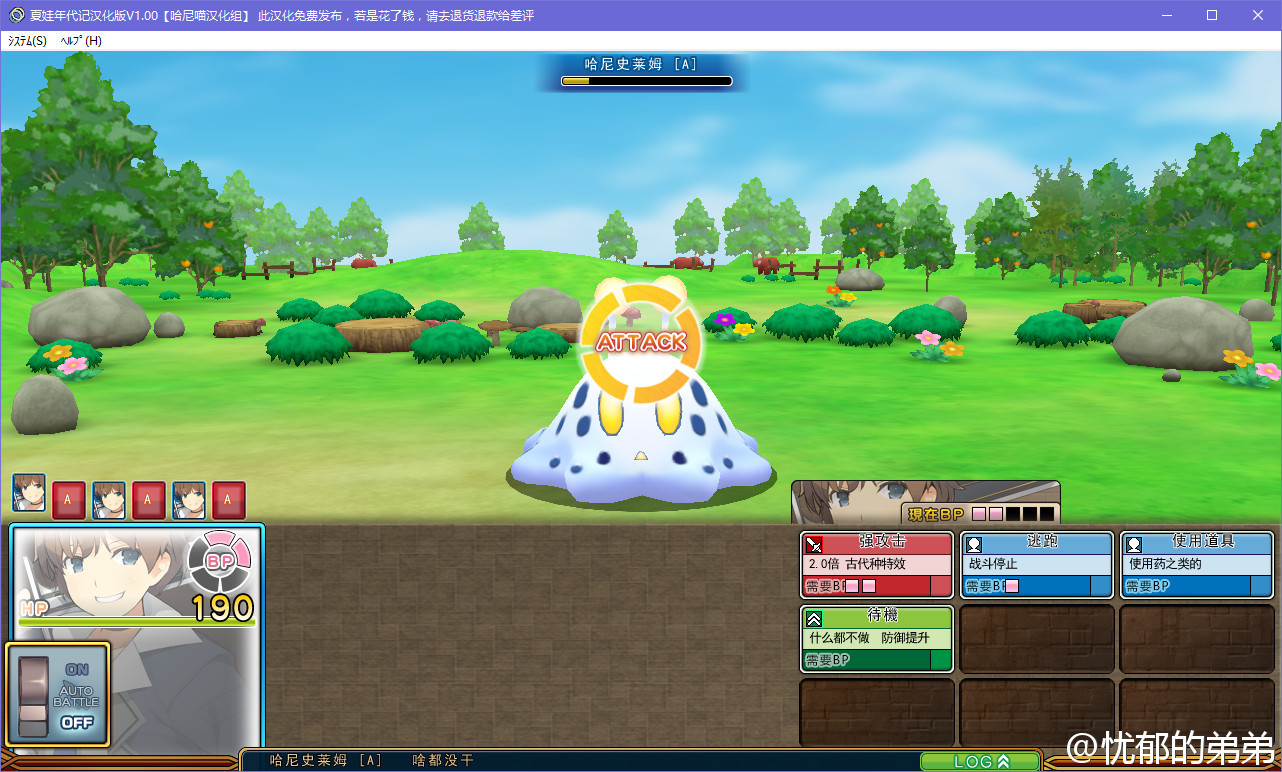 夏娃年代记汉化版V1.00【哈尼喵汉化组】 此汉化免费发布，若是花了钱，请去退货退款给差评
ｼｽﾃﾑ(S) ﾍﾙﾌﾟ(H)
哈尼史莱姆 [A]
ATTACK
A
A
A
現在BP
BP
HP
190
强攻击
2.0倍 古代种特效
需要BP
逃跑
战斗停止
需要BP
使用道具
使用药之类的
需要BP
待機
什么都不做 防御提升
需要BP
ON
AUTO
BATTLE
OFF
哈尼史莱姆 [A] 啥都没干
LOG
@忧郁的弟弟